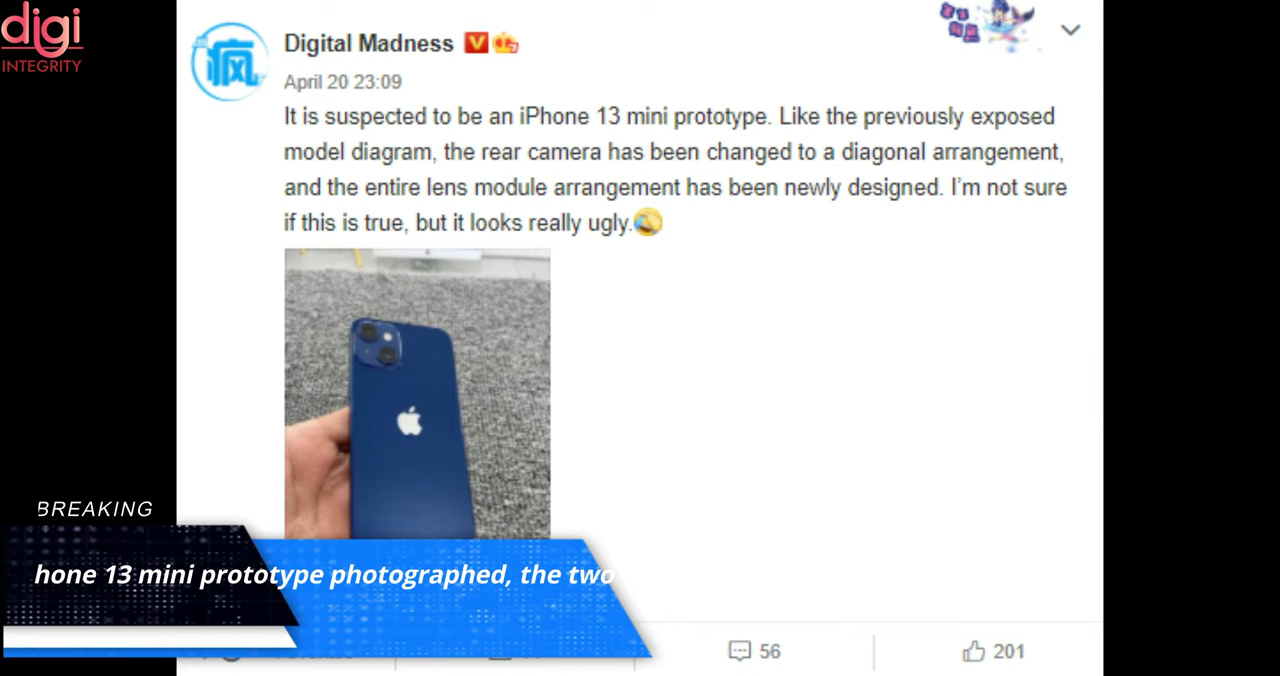 digi
INTEGRITY
Digital Madness
April 20 23:09
It is suspected to be an iPhone 13 mini prototype. Like the previously exposed
model diagram, the rear camera has been changed to a diagonal arrangement,
and the entire lens module arrangement has been newly designed. I'm not sure
if this is true, but it looks really ugly.
BREAKING
hone 13 mini prototype photographed, the two
56
201